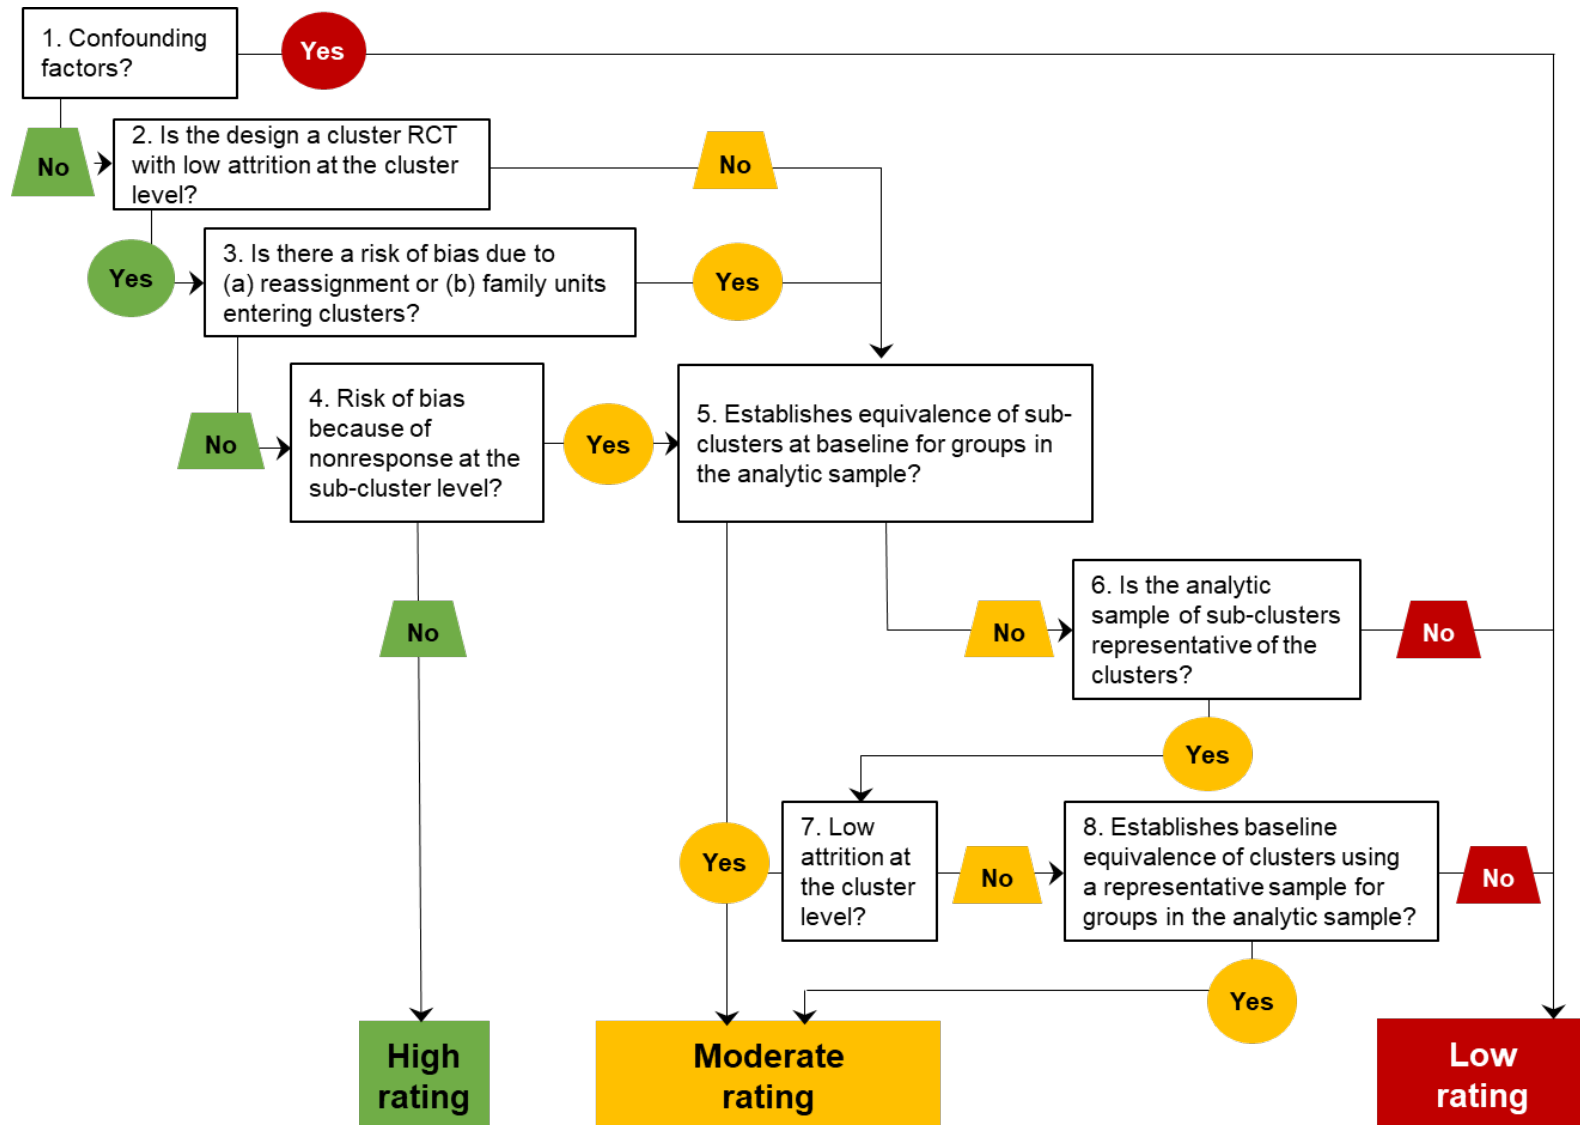 1. Confounding
factors?
Yes
No
2. Is the design a cluster RCT
with low attrition at the cluster
level?
No
Yes
3. Is there a risk of bias due to
(a) reassignment or (b) family units
entering clusters?
Yes
No
4. Risk of bias
because of
nonresponse at the
sub-cluster level?
Yes
5. Establishes equivalence of sub-
clusters at baseline for groups in
the analytic sample?
No
No
6. Is the analytic
sample of sub-clusters
representative of the
clusters?
No
Yes
Yes
7. Low
attrition at
the cluster
level?
No
8. Establishes baseline
equivalence of clusters using
a representative sample for
groups in the analytic sample?
No
Yes
High
rating
Moderate
rating
Low
rating